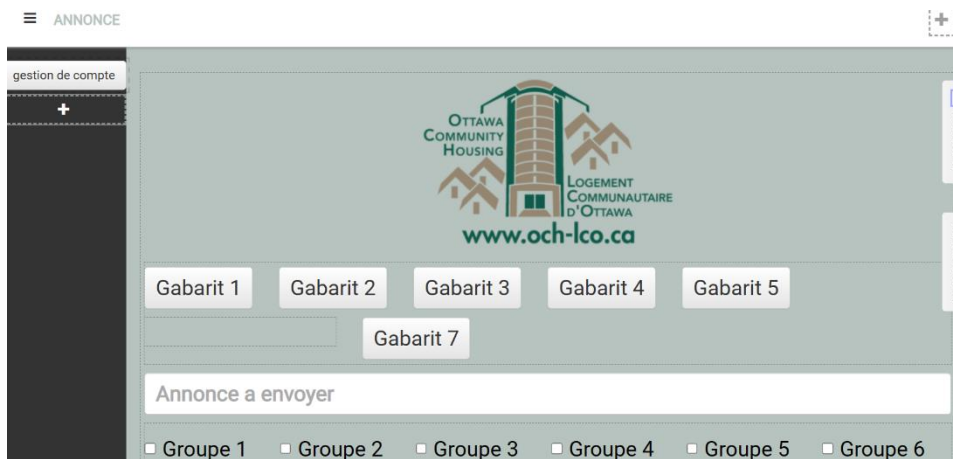 ANNONCE
gestion de compte
OTTAWA
COMMUNITY
HOUSING
LOGEMENT
COMMUNAUTAIRE
D'OTTAWA
www.och-lco.ca
Gabarit 1 Gabarit 2 Gabarit 3 Gabarit 4 Gabarit 5
Gabarit 7
Annonce a envoyer
Groupe 1 Groupe 2 Groupe 3 Groupe 4 Groupe 5 Groupe 6